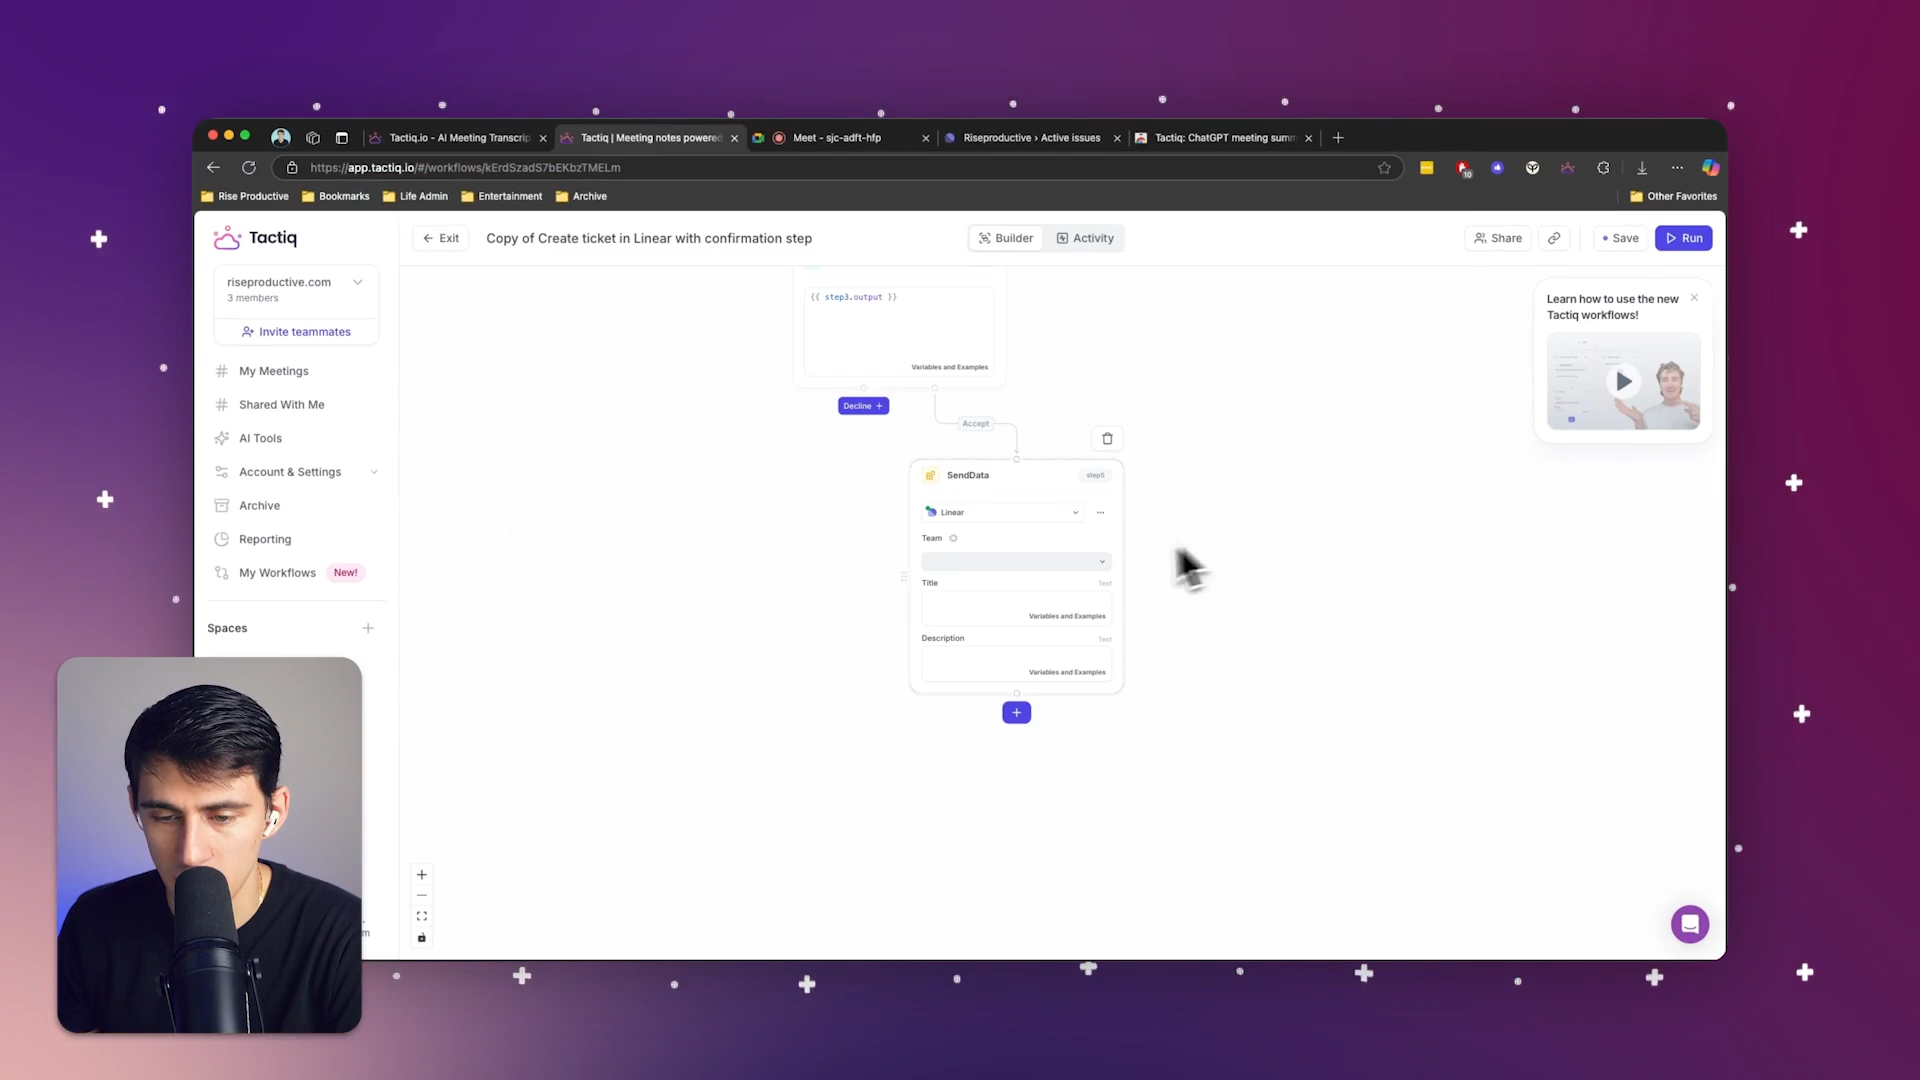 Tactiq.io - AI Meeting Transcrip
Tactiq | Meeting notes powered
Meet - sjc-adft-hfp
Riseproductive › Active issues
Tactiq: ChatGPT meeting summ
https://app.tactiq.io/#/workflows/kErdSzadS7bEKbzTMELm
10
Rise Productive
Bookmarks
Life Admin
Entertainment
Archive
Other Favorites
Tactiq
Exit
Copy of Create ticket in Linear with confirmation step
Builder
Activity
Share
Save
Run
riseproductive.com
3 members
Invite teammates
My Meetings
Shared With Me
AI Tools
Account & Settings
Archive
Reporting
My Workflows New!
Spaces
m
{{ step3.output }}
Variables and Examples
Decline +
Accept
SendData
step5
Linear
Team
Title
Text
Variables and Examples
Description
Text
Variables and Examples
Learn how to use the new
Tactiq workflows!